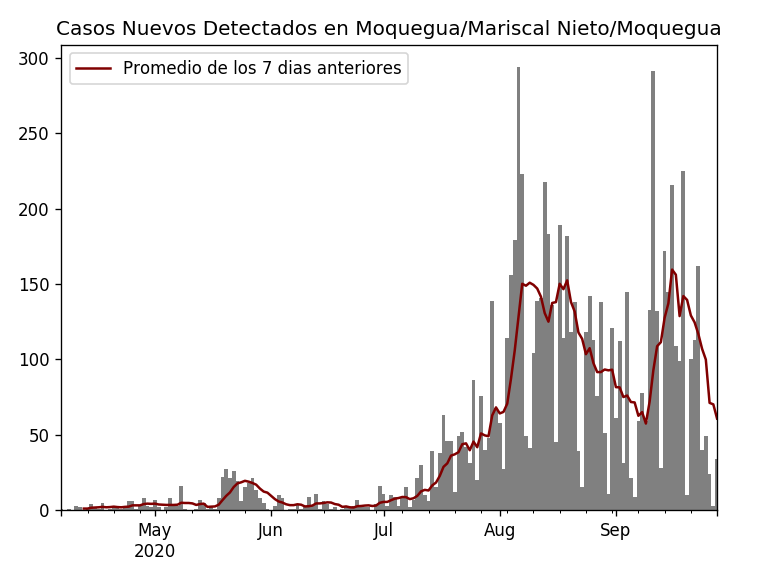 Casos Nuevos Detectados en Moquegua/Mariscal Nieto/Moquegua
Promedio de los 7 dias anteriores
300
250
200
150
100
50
0
May Jun Jul Aug Sep
2020